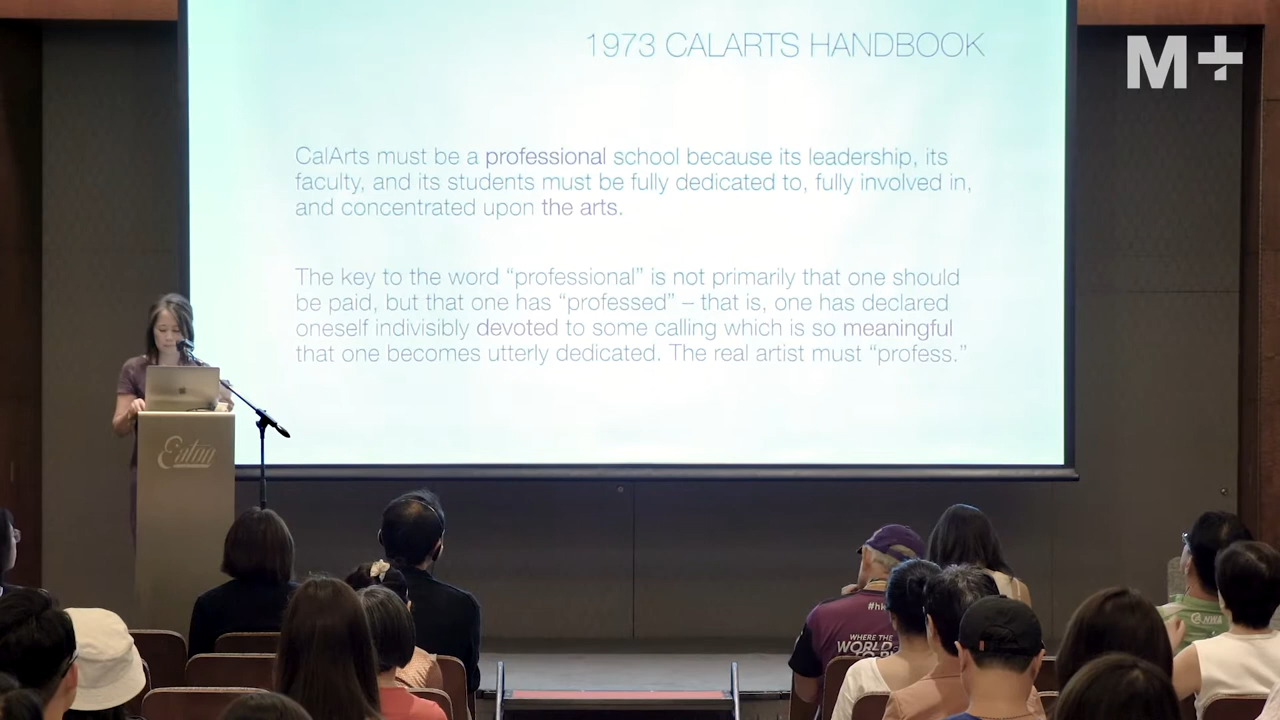 1973 CALARTS HANDBOOK
M+
CalArts must be a professional school because its leadership, its
faculty, and its students must be fully dedicated to, fully involved in,
and concentrated upon the arts.
The key to the word “professional” is not primarily that one should
be paid, but that one has “professed” – that is, one has declared
oneself indivisibly devoted to some calling which is so meaningful
that one becomes utterly dedicated. The real artist must “profess.”
Eaton
WHERE THE
WORLD